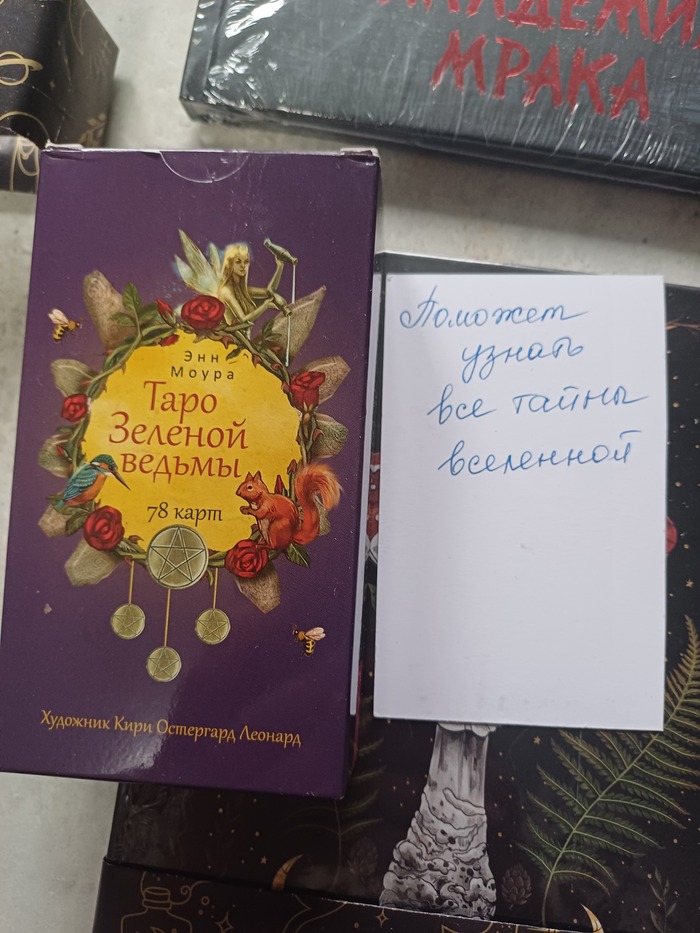 МРАКА
Энн
Моура
Таро
Зеленой
ведьмы
78 карт
Художник Кири Остергард Леонард
Поможет
узнать
все тайны
вселенной